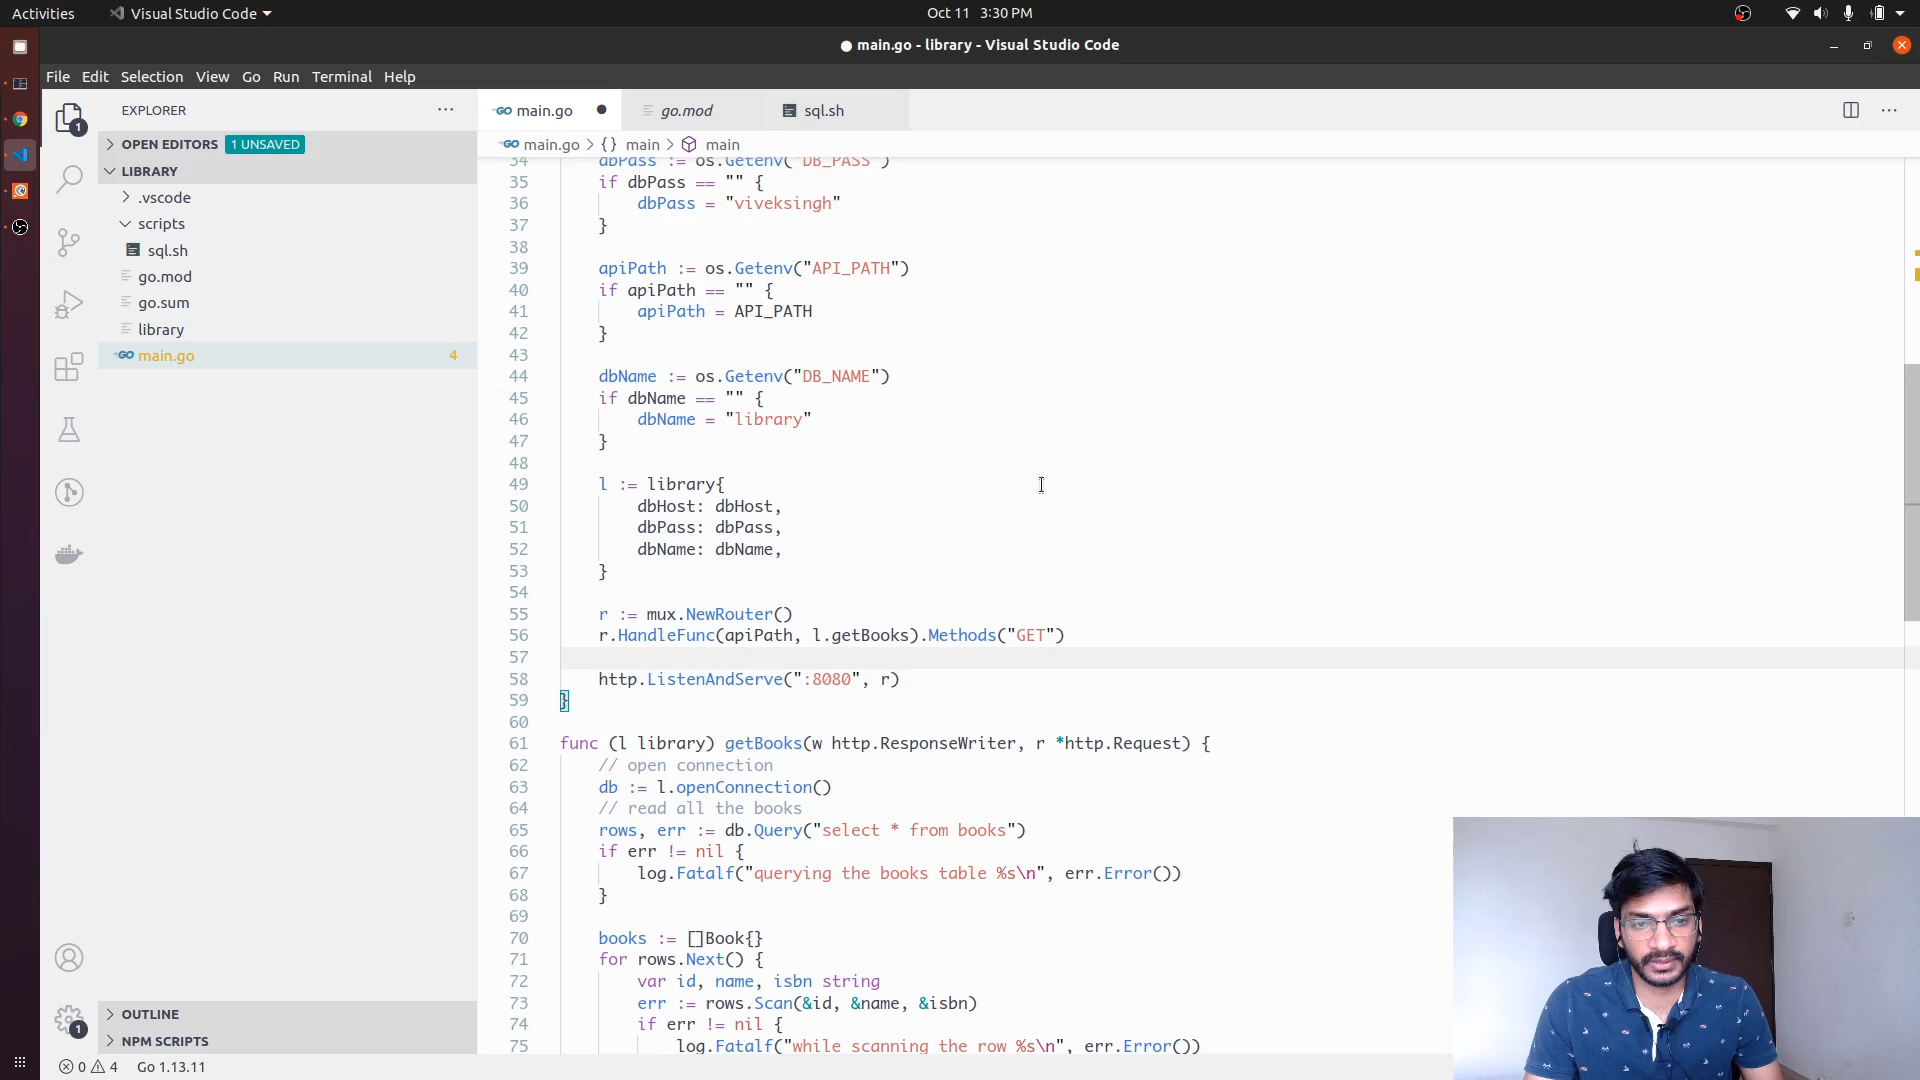 Activities
Visual Studio Code
Oct 11 3:30 PM
main.go - library - Visual Studio Code
File Edit Selection View Go Run Terminal Help
EXPLORER
OPEN EDITORS 1 UNSAVED
LIBRARY
.vscode
scripts
sql.sh
go.mod
go.sum
library
main.go 4
OUTLINE
NPM SCRIPTS
1
1
0 4 Go 1.13.11
main.go go.mod sql.sh
main.go > {} main > main
34 dbPass := os.Getenv("DB_PASS")
35 if dbPass == "" {
36 dbPass = "viveksingh"
37 }
38
39 apiPath := os.Getenv("API_PATH")
40 if apiPath == "" {
41 apiPath = API_PATH
42 }
43
44 dbName := os.Getenv("DB_NAME")
45 if dbName == "" {
46 dbName = "library"
47 }
48
49 l := library{
50 dbHost: dbHost,
51 dbPass: dbPass,
52 dbName: dbName,
53 }
54
55 r := mux.NewRouter()
56 r.HandleFunc(apiPath, l.getBooks).Methods("GET")
57
58 http.ListenAndServe(":8080", r)
59 }
60
61 func (l library) getBooks(w http.ResponseWriter, r *http.Request) {
62 // open connection
63 db := l.openConnection()
64 // read all the books
65 rows, err := db.Query("select * from books")
66 if err != nil {
67 log.Fatalf("querying the books table %s\n", err.Error())
68 }
69
70 books := []Book{}
71 for rows.Next() {
72 var id, name, isbn string
73 err := rows.Scan(&id, &name, &isbn)
74 if err != nil {
75 log.Fatalf("while scanning the row %s\n", err.Error())